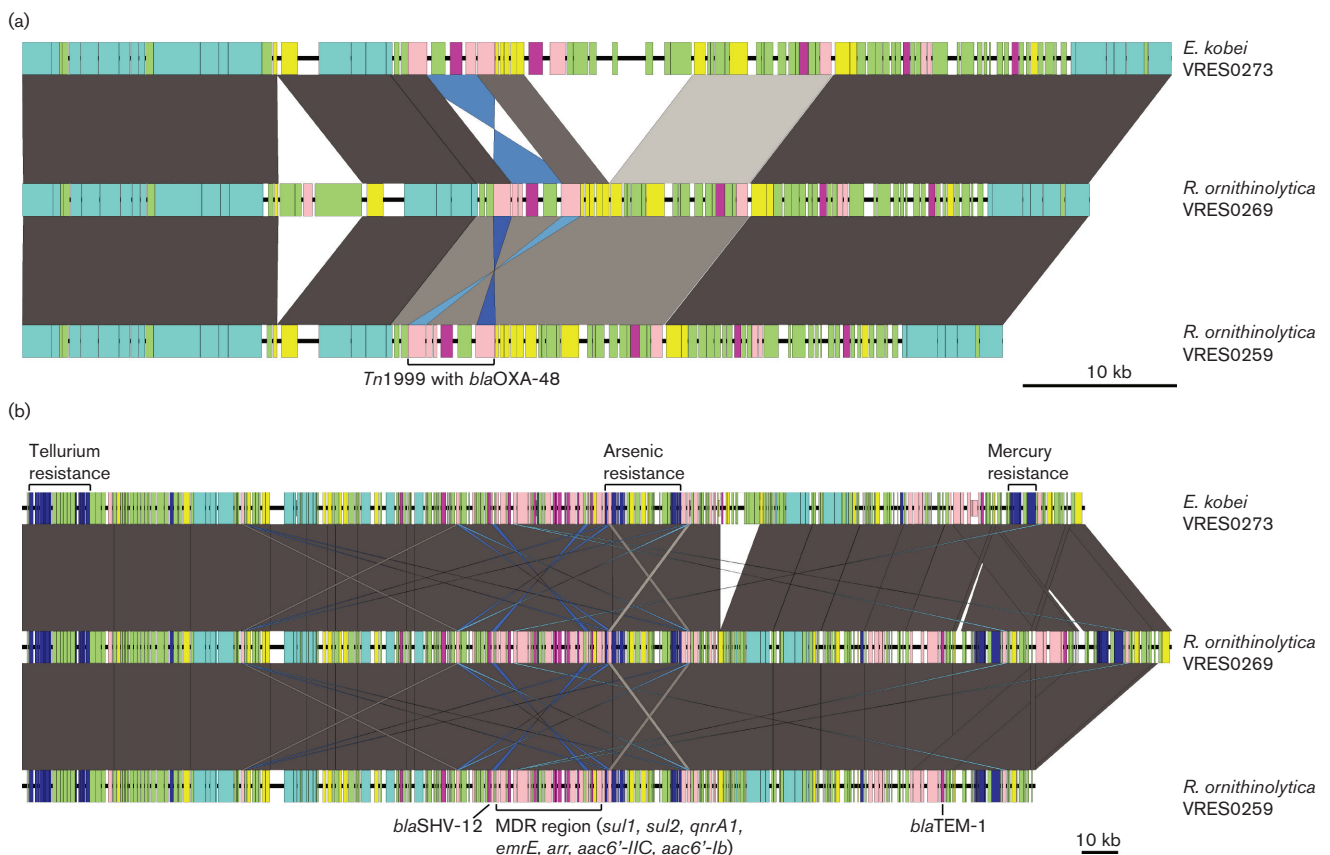 (a)
E. kobei
VRES0273
R. ornithinolytica
VRES0269
R. ornithinolytica
VRES0259
Tn1999 with blaOXA-48
10 kb
(b)
Tellurium
resistance
Arsenic
resistance
Mercury
resistance
E. kobei
VRES0273
R. ornithinolytica
VRES0269
R. ornithinolytica
VRES0259
blaSHV-12
MDR region (sul1, sul2, qnrA1,
emrE, arr, aac6'-IIC, aac6'-Ib)
blaTEM-1
10 kb